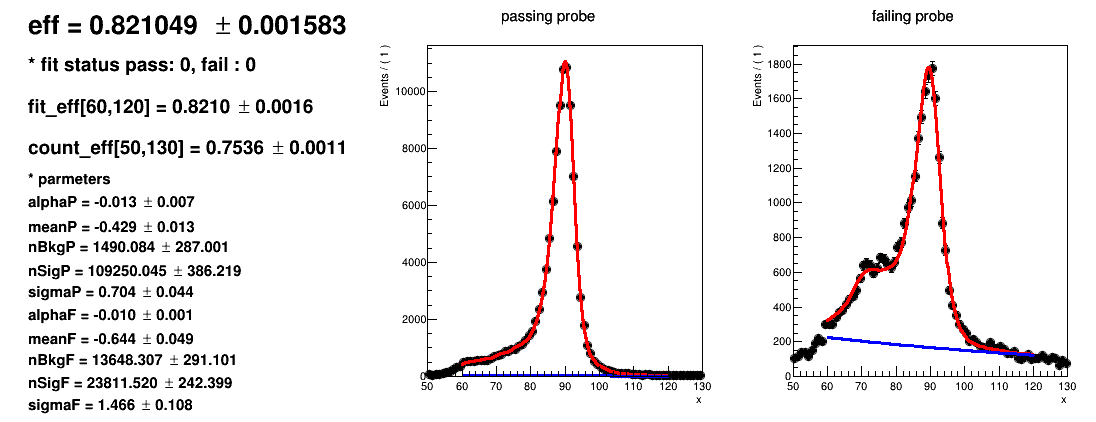 eff = 0.821049 ± 0.001583
* fit status pass: 0, fail : 0
fit_eff[60,120] = 0.8210 ± 0.0016
count_eff[50,130] = 0.7536 ± 0.0011
* parmeters
alphaP = -0.013 ± 0.007
meanP = -0.429 ± 0.013
nBkgP = 1490.084 ± 287.001
nSigP = 109250.045 ± 386.219
sigmaP = 0.704 ± 0.044
alphaF = -0.010 ± 0.001
meanF = -0.644 ± 0.049
nBkgF = 13648.307 ± 291.101
nSigF = 23811.520 ± 242.399
sigmaF = 1.466 ± 0.108
passing probe
Events / ( 1 )
10000
8000
6000
4000
2000
0
50 60 70 80 90 100 110 120 130
x
failing probe
Events / ( 1 )
1800
1600
1400
1200
1000
800
600
400
200
0
50 60 70 80 90 100 110 120 130
x